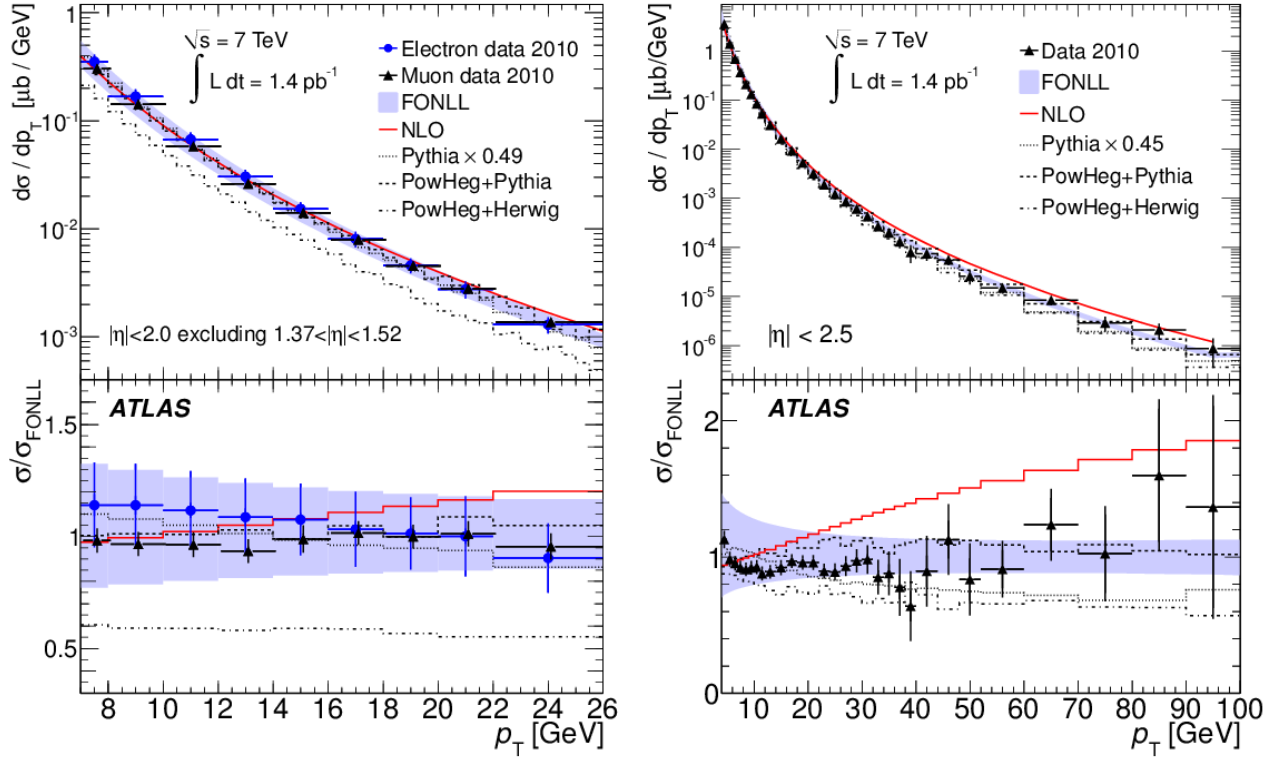 dσ / dp_T [μb / GeV]
1
10^-1
10^-2
10^-3
√s = 7 TeV
∫ L dt = 1.4 pb^-1
Electron data 2010
Muon data 2010
FONLL
NLO
Pythia × 0.49
PowHeg+Pythia
PowHeg+Herwig
|η|<2.0 excluding 1.37<|η|<1.52
σ/σ_FONLL
ATLAS
1.5
1
0.5
8 10 12 14 16 18 20 22 24 26
p_T [GeV]
dσ / dp_T [μb/GeV]
1
10^-1
10^-2
10^-3
10^-4
10^-5
10^-6
√s = 7 TeV
∫ L dt = 1.4 pb^-1
Data 2010
FONLL
NLO
Pythia × 0.45
PowHeg+Pythia
PowHeg+Herwig
|η| < 2.5
σ/σ_FONLL
ATLAS
2
1
0
10 20 30 40 50 60 70 80 90 100
p_T [GeV]